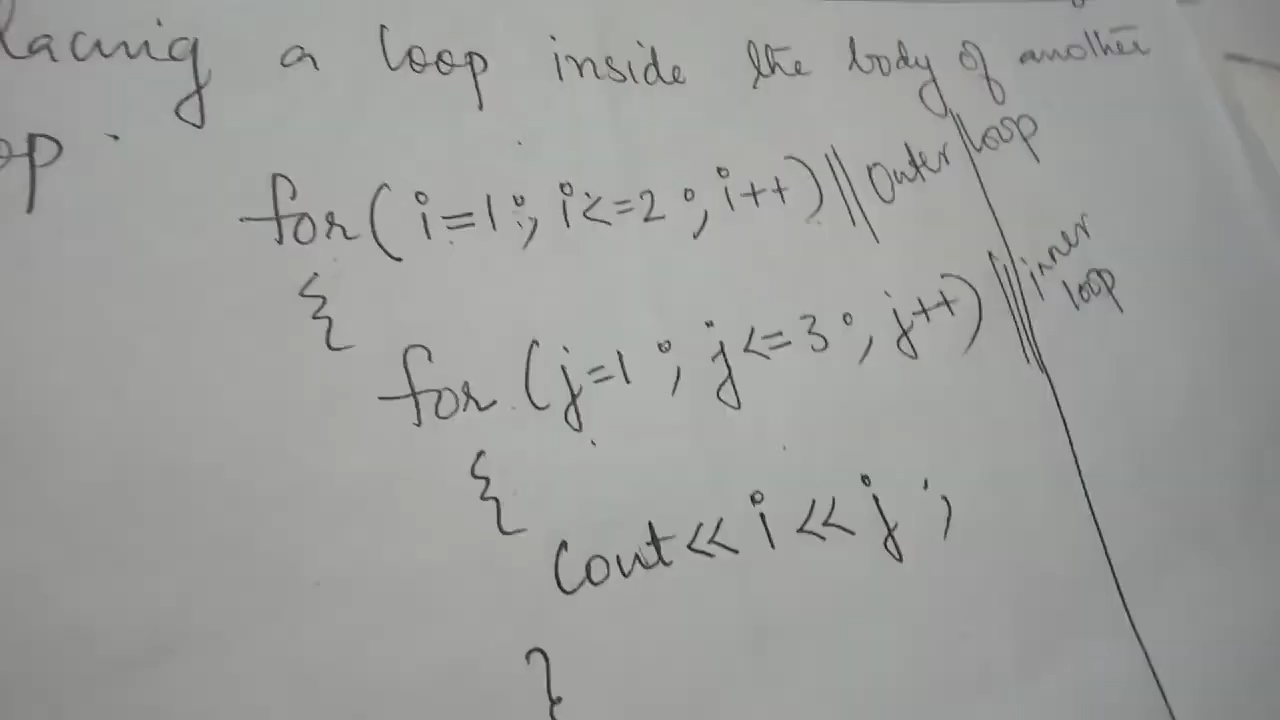 lacing a loop inside the body of another
op.
for(i=1; i<=2; i++)//Outer loop
{
for (j=1; j<=3; j++) //inner loop
{
cout<<i<<j;
}